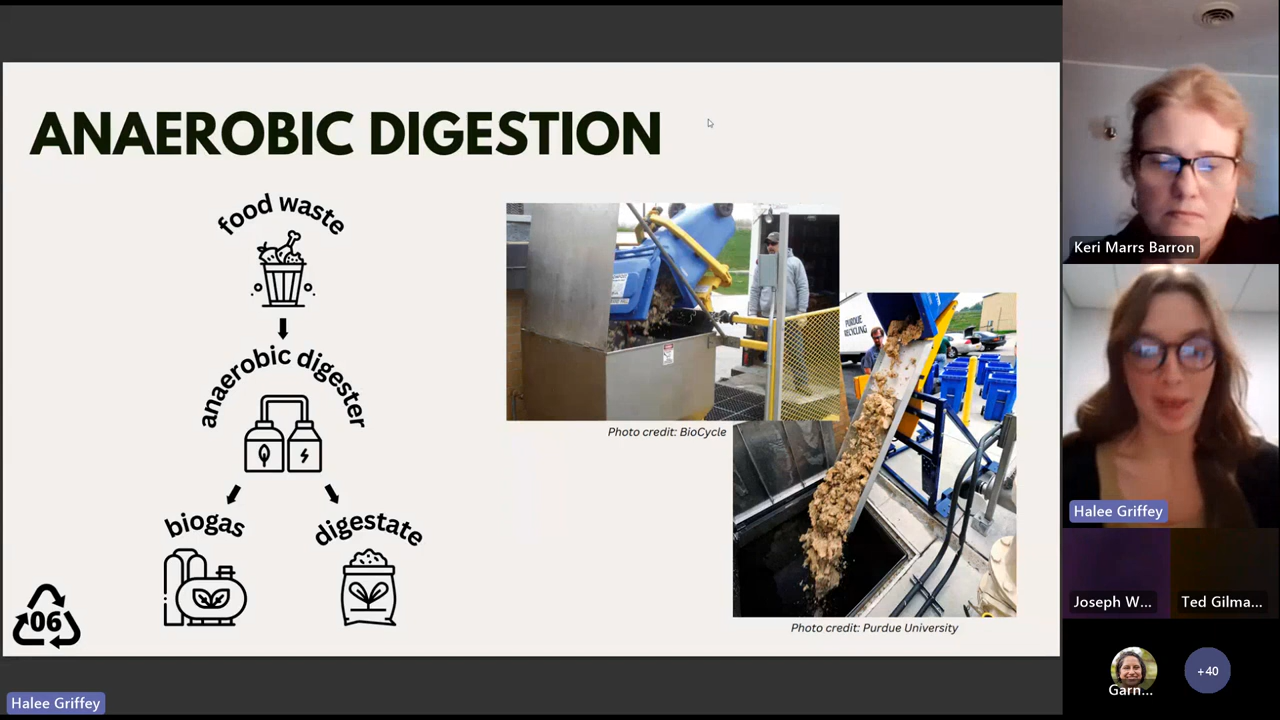 ANAEROBIC DIGESTION
food waste
anaerobic digester
biogas
digestate
06
Photo credit: BioCycle
PURDUE
RECYCLING
Photo credit: Purdue University
Keri Marrs Barron
Halee Griffey
Joseph W...
Ted Gilma...
Garn...
+40
Halee Griffey